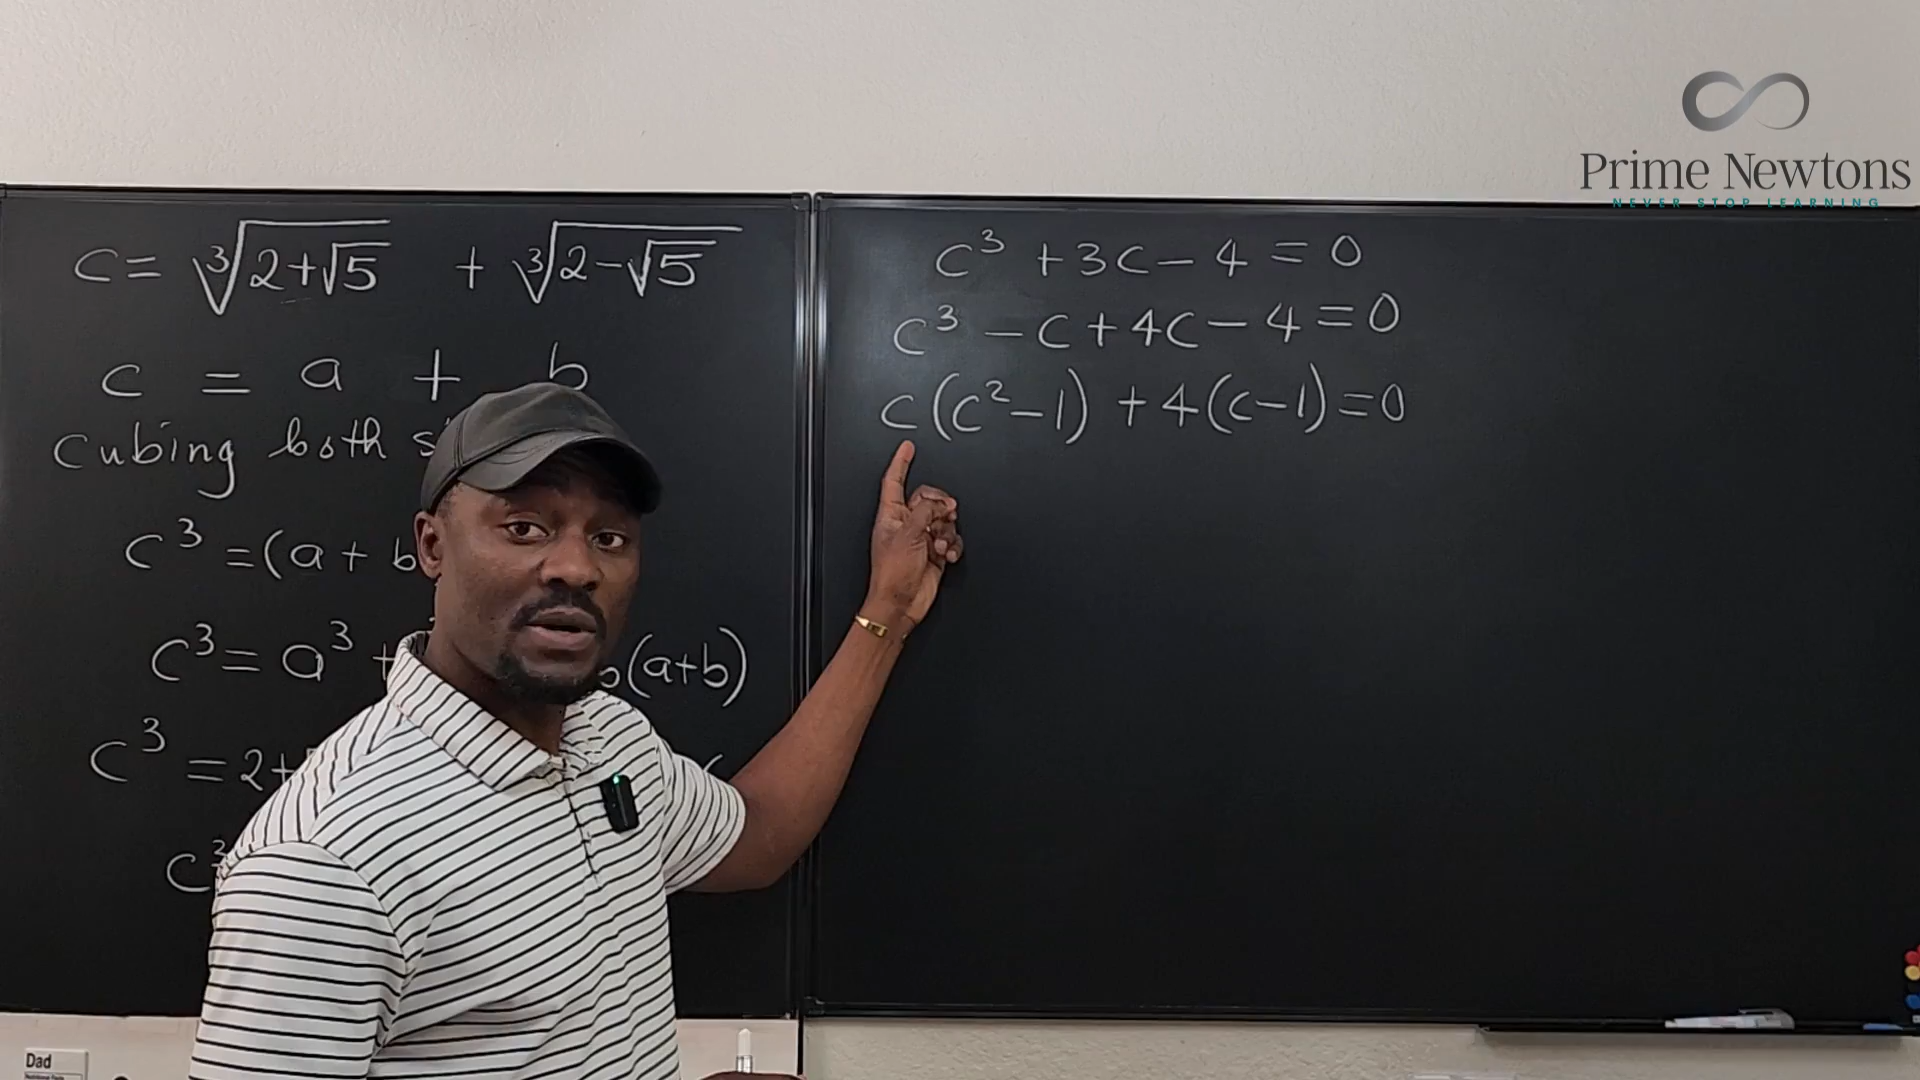 Prime Newtons
NEVER STOP LEARNING
c = ∛(2+√5) + ∛(2-√5)
c = a + b
cubing both
c³ = (a + b
c³ = a³ + (a+b)
c³ = 2+
c³
c³ + 3c - 4 = 0
c³ - c + 4c - 4 = 0
c(c² - 1) + 4(c - 1) = 0
Dad